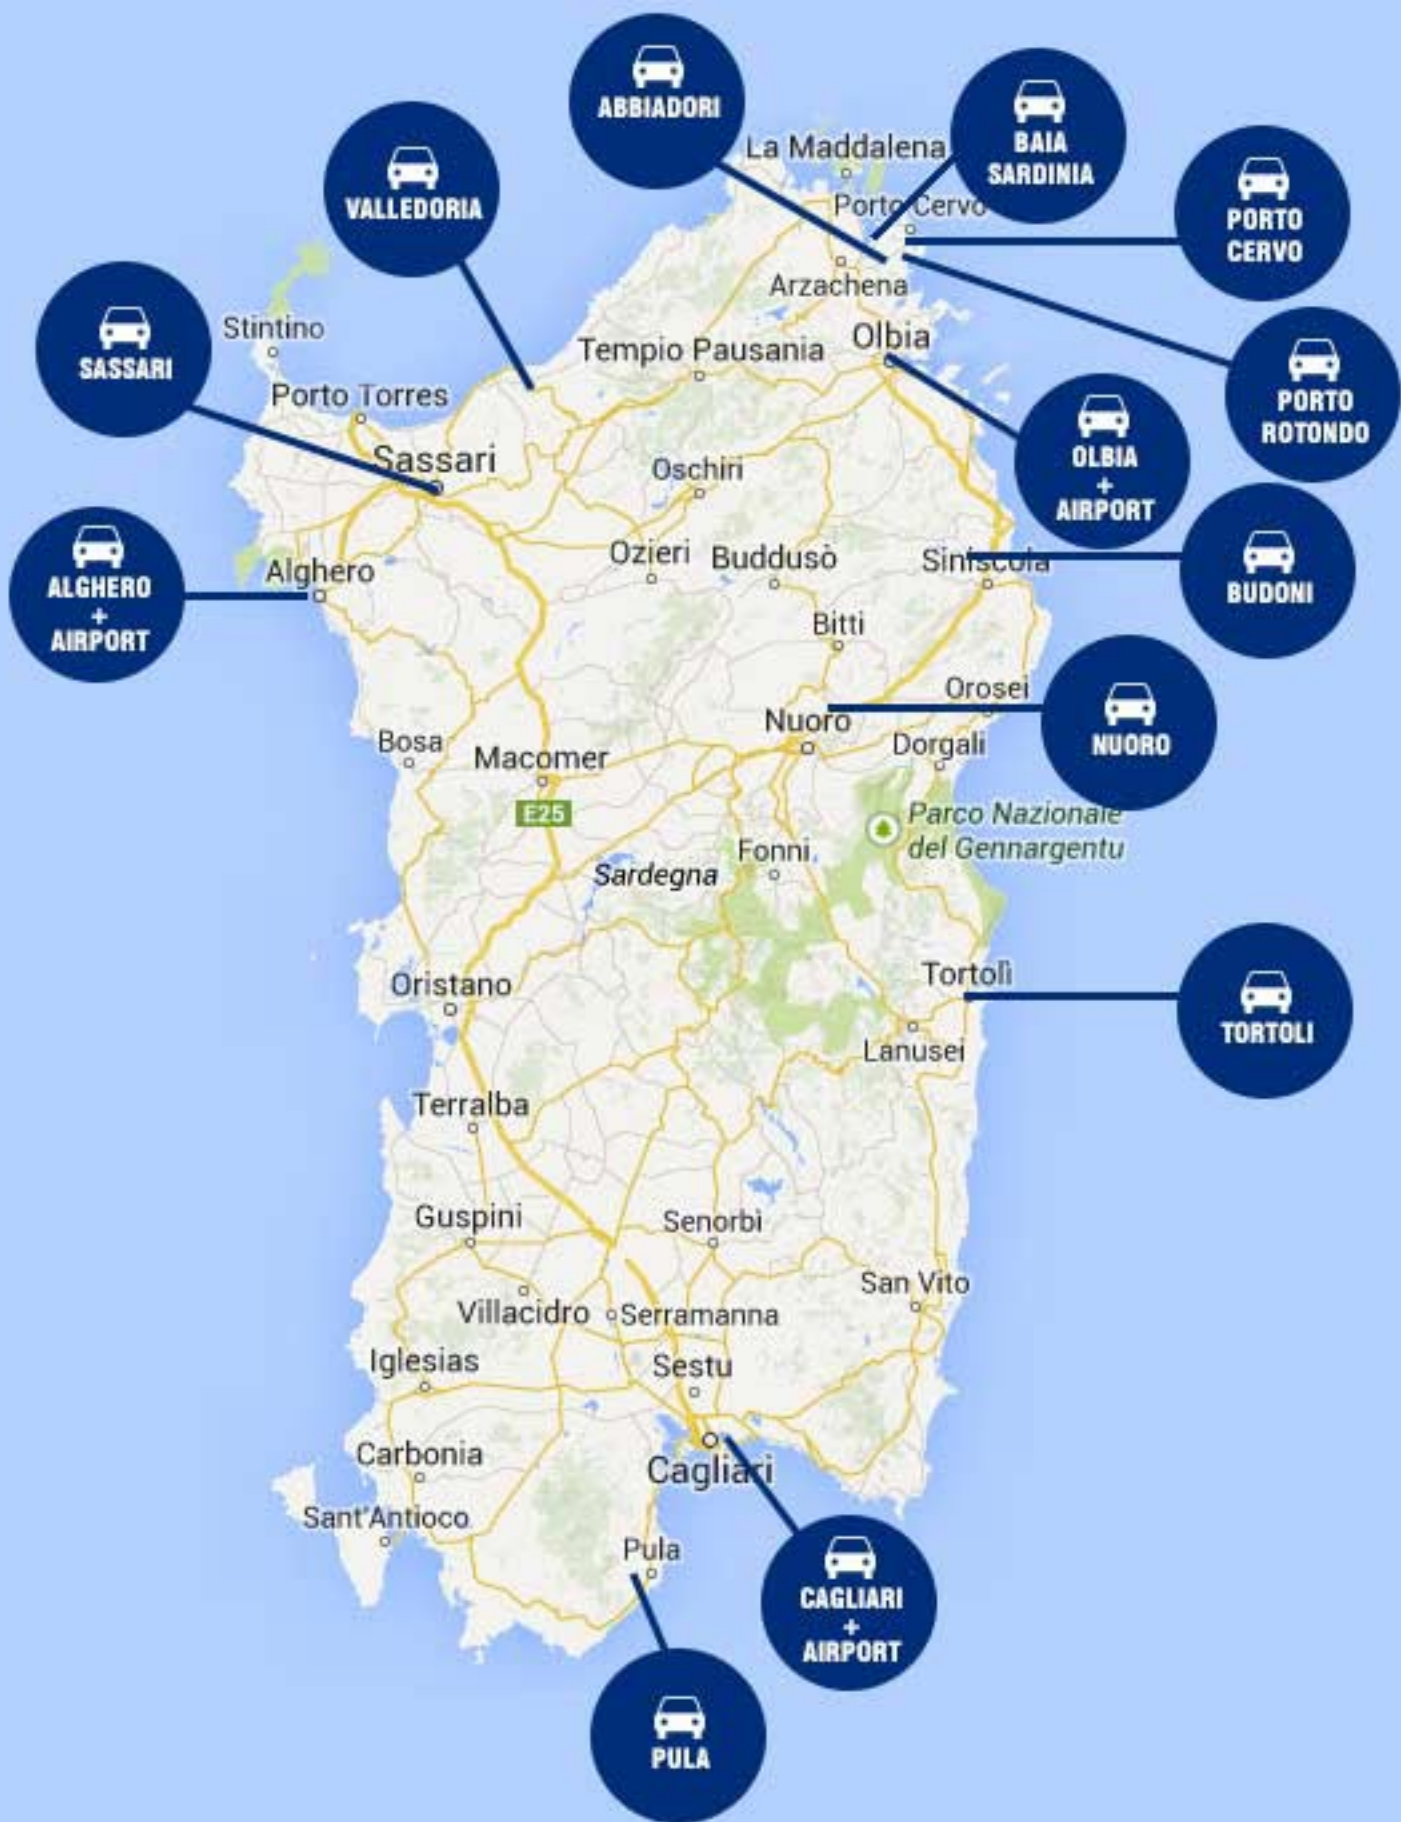 ABBIADORI
BAIA
SARDINIA
La Maddalena
VALLEDORIA
Porto Cervo
PORTO
CERVO
Arzachena
Stintino
SASSARI
Olbia
Tempio Pausania
Porto Torres
PORTO
ROTONDO
OLBIA
+
AIRPORT
Sassari
Oschiri
Ozieri
Buddusò
Siniscola
BUDONI
Alghero
ALGHERO
+
AIRPORT
Bitti
Orosei
Nuoro
NUORO
Bosa
Macomer
Dorgali
E25
Parco Nazionale
del Gennargentu
Fonni
Sardegna
Tortolì
Oristano
TORTOLI
Lanusei
Terralba
Guspini
Senorbì
San Vito
Villacidro
Serramanna
Iglesias
Sestu
Carbonia
Cagliari
Sant'Antioco
Pula
CAGLIARI
+
AIRPORT
PULA